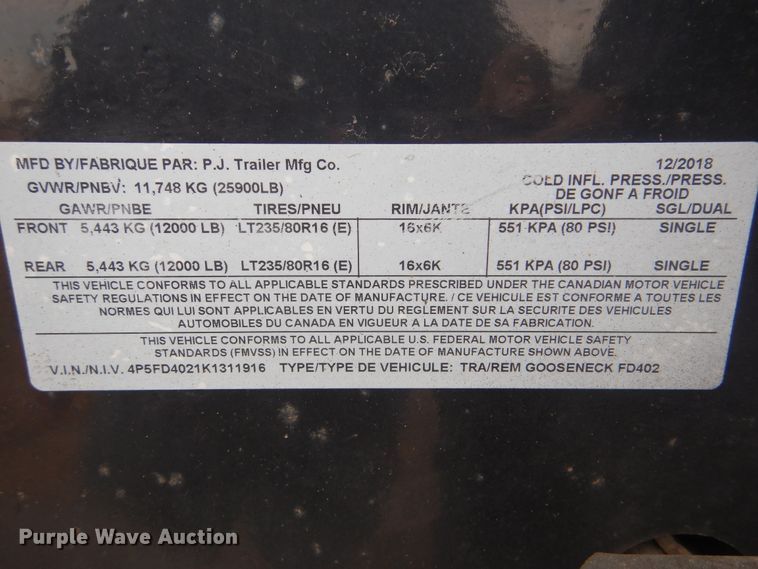 MFD BY/FABRIQUE PAR: P.J. Trailer Mfg Co. 12/2018
GVWR/PNBV: 11,748 KG (25900LB) COLD INFL. PRESS./PRESS.
DE GONF A FROID
GAWR/PNBE TIRES/PNEU RIM/JANTE KPA(PSI/LPC) SGL/DUAL
FRONT 5,443 KG (12000 LB) LT235/80R16 (E) 16x6K 551 KPA (80 PSI) SINGLE
REAR 5,443 KG (12000 LB) LT235/80R16 (E) 16x6K 551 KPA (80 PSI) SINGLE
THIS VEHICLE CONFORMS TO ALL APPLICABLE STANDARDS PRESCRIBED UNDER THE CANADIAN MOTOR VEHICLE
SAFETY REGULATIONS IN EFFECT ON THE DATE OF MANUFACTURE. / CE VEHICULE EST CONFORME A TOUTES LES
NORMES QUI LUI SONT APPLICABLES EN VERTU DU REGLEMENT SUR LA SECURITE DES VEHICULES
AUTOMOBILES DU CANADA EN VIGUEUR A LA DATE DE SA FABRICATION.
THIS VEHICLE CONFORMS TO ALL APPLICABLE U.S. FEDERAL MOTOR VEHICLE SAFETY
STANDARDS (FMVSS) IN EFFECT ON THE DATE OF MANUFACTURE SHOWN ABOVE.
V.I.N./N.I.V. 4P5FD4021K1311916 TYPE/TYPE DE VEHICULE: TRA/REM GOOSENECK FD402
Purple Wave Auction